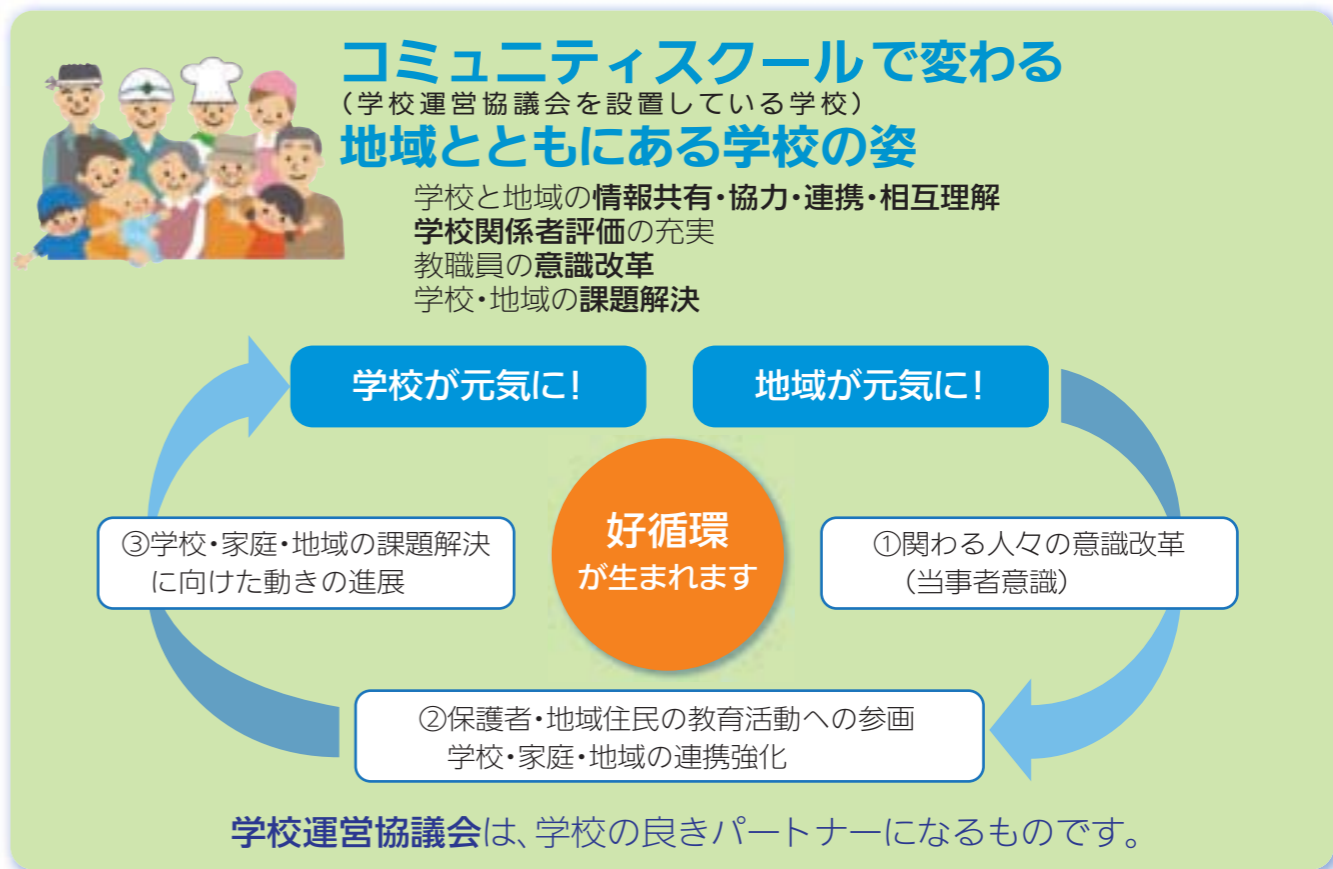 コミュニティスクールで変わる
（学校運営協議会を設置している学校）
地域とともにある学校の姿
学校と地域の情報共有・協力・連携・相互理解
学校関係者評価の充実
教職員の意識改革
学校・地域の課題解決
学校が元気に！
地域が元気に！
好循環
が生まれます
①関わる人々の意識改革
（当事者意識）
②保護者・地域住民の教育活動への参画
学校・家庭・地域の連携強化
③学校・家庭・地域の課題解決
に向けた動きの進展
学校運営協議会は、学校の良きパートナーになるものです。